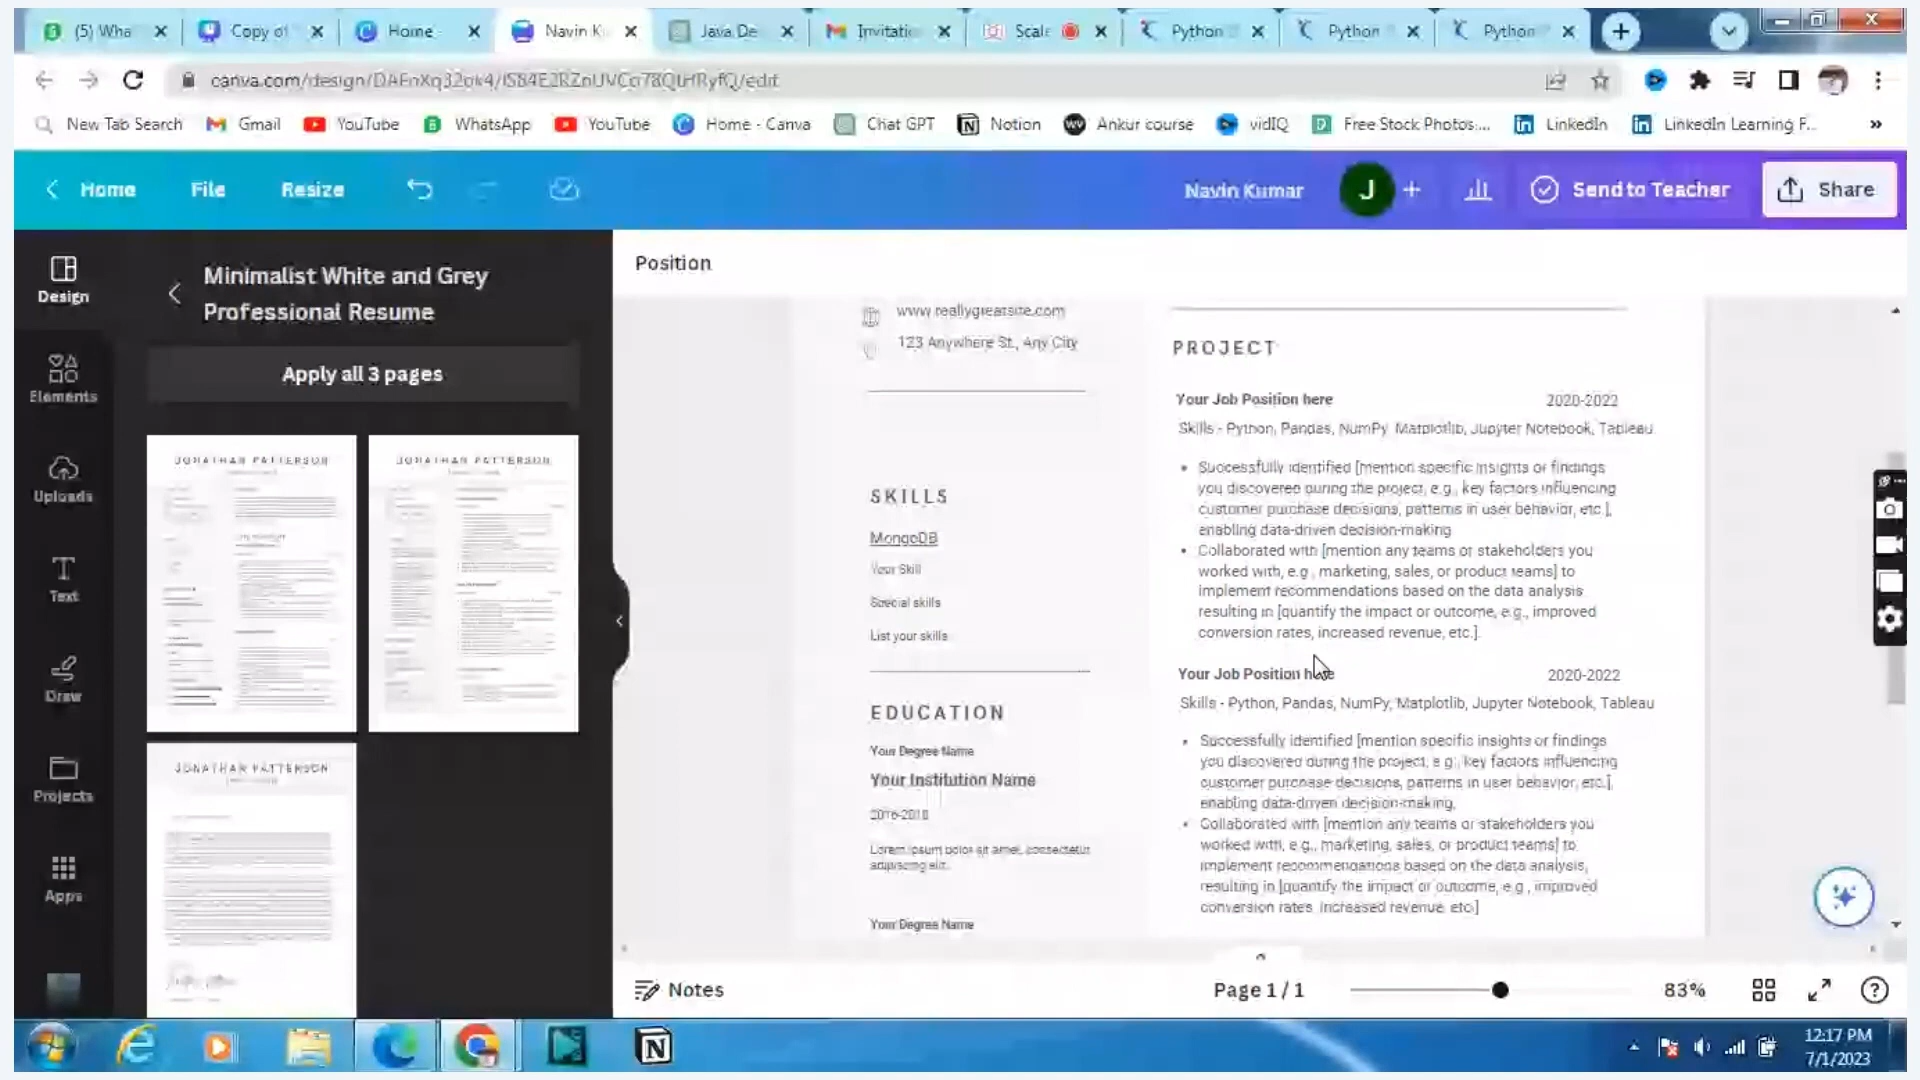 (5) Wha
Copy of
Home
Navin K
Java De
Invitatio
Scale
Python
Python
Python
New Tab Search
Gmail
YouTube
WhatsApp
YouTube
Home - Canva
Chat GPT
Notion
Ankur course
vidIQ
Free Stock Photos:...
LinkedIn
LinkedIn Learning F...
»
Home
File
Resize
Navin Kumar
J
+
Send to Teacher
Share
Design
Elements
Uploads
Text
Draw
Projects
Apps
Minimalist White and Grey
Professional Resume
Apply all 3 pages
JONATHAN PATTERSON
JONATHAN PATTERSON
JONATHAN PATTERSON
Position
www.reallygreatsite.com
123 Anywhere St., Any City
SKILLS
MongoDB
Your Skill
Special skills
List your skills
EDUCATION
Your Degree Name
Your Institution Name
2016-2018
Lorem ipsum dolor sit amet, consectetur
adipiscing elit.
Your Degree Name
PROJECT
Your Job Position here
2020-2022
Skills - Python, Pandas, NumPy, Matplotlib, Jupyter Notebook, Tableau
• Successfully identified [mention specific insights or findings
you discovered during the project, e.g., key factors influencing
customer purchase decisions, patterns in user behavior, etc.],
enabling data-driven decision-making
• Collaborated with [mention any teams or stakeholders you
worked with, e.g., marketing, sales, or product teams] to
implement recommendations based on the data analysis
resulting in [quantify the impact or outcome, e.g., improved
conversion rates, increased revenue, etc.].
Your Job Position here
2020-2022
Skills - Python, Pandas, NumPy, Matplotlib, Jupyter Notebook, Tableau
• Successfully identified [mention specific insights or findings
you discovered during the project, e.g., key factors influencing
customer purchase decisions, patterns in user behavior, etc.],
enabling data-driven decision-making.
• Collaborated with [mention any teams or stakeholders you
worked with, e.g., marketing, sales, or product teams] to
implement recommendations based on the data analysis,
resulting in [quantify the impact or outcome, e.g., improved
conversion rates, increased revenue, etc.]
Notes
Page 1 / 1
83%
12:17 PM
7/1/2023